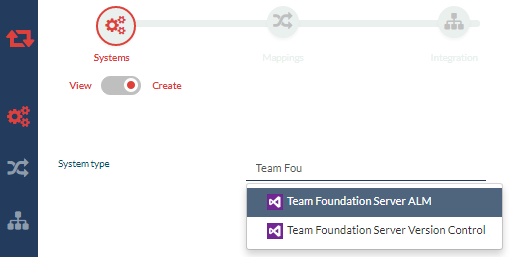 Systems
Mappings
Integration
View
Create
System type
Team Fou
Team Foundation Server ALM
Team Foundation Server Version Control